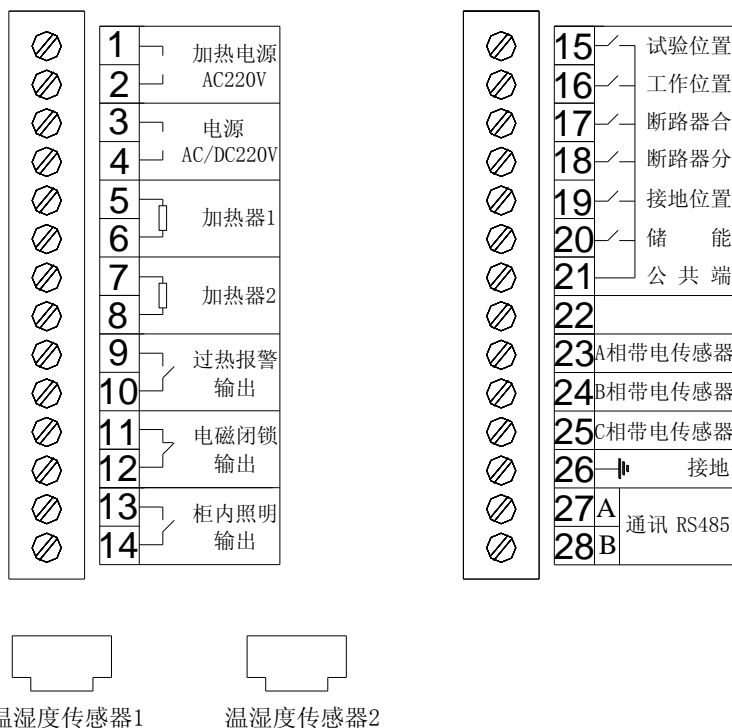 1
加热电源
2
AC220V
3
电源
4
AC/DC220V
5
加热器1
6
7
加热器2
8
9
过热报警
10
输出
11
电磁闭锁
12
输出
13
柜内照明
14
输出
15 试验位置
16 工作位置
17 断路器合
18 断路器分
19 接地位置
20 储 能
21 公 共 端
22
23 A相带电传感器
24 B相带电传感器
25 C相带电传感器
26 接地
27 A
通讯 RS485
28 B
温湿度传感器1
温湿度传感器2